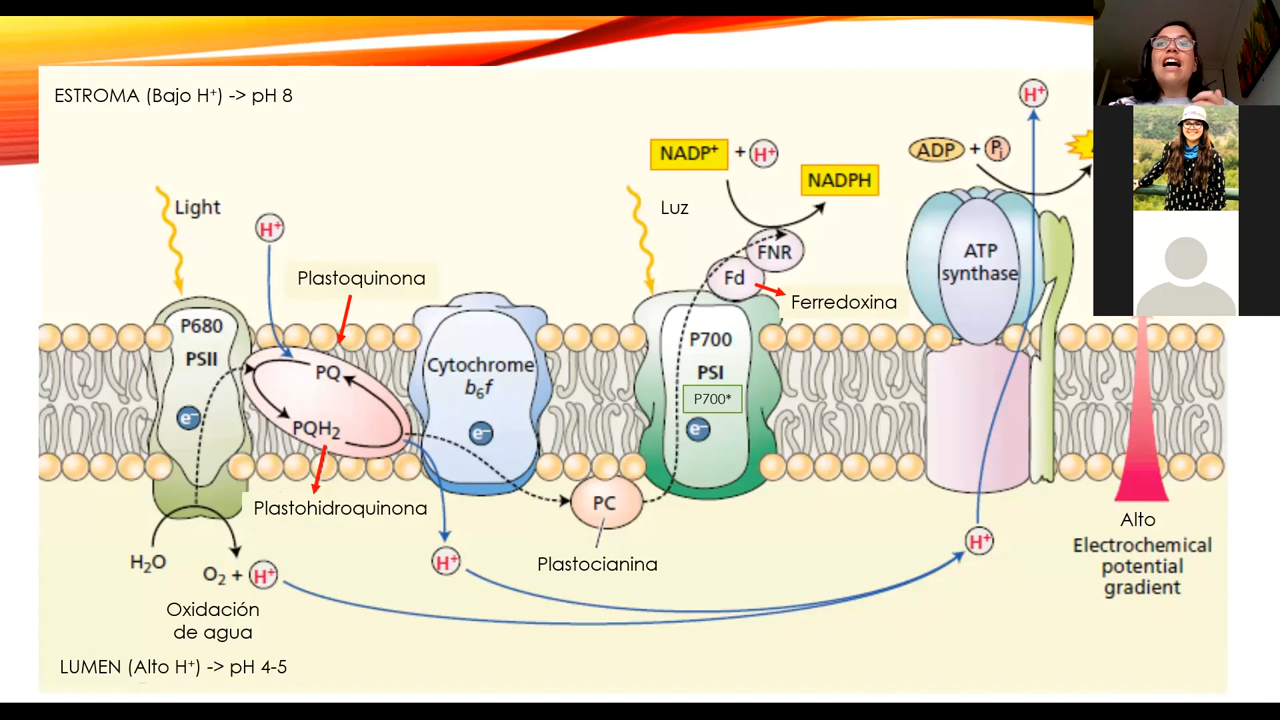 ESTROMA (Bajo H⁺) -> pH 8
H⁺
NADP⁺ + H⁺
ADP + Pi
NADPH
Light
Luz
H⁺
FNR
ATP
synthase
Plastoquinona
Fd
Ferredoxina
P680
PSII
PQ
Cytochrome
b₆f
P700
PSI
P700*
e⁻
PQH₂
e⁻
e⁻
Plastohidroquinona
PC
Alto
Electrochemical
potential
gradient
H₂O
O₂ + H⁺
H⁺
Plastocianina
H⁺
Oxidación
de agua
LUMEN (Alto H⁺) -> pH 4-5